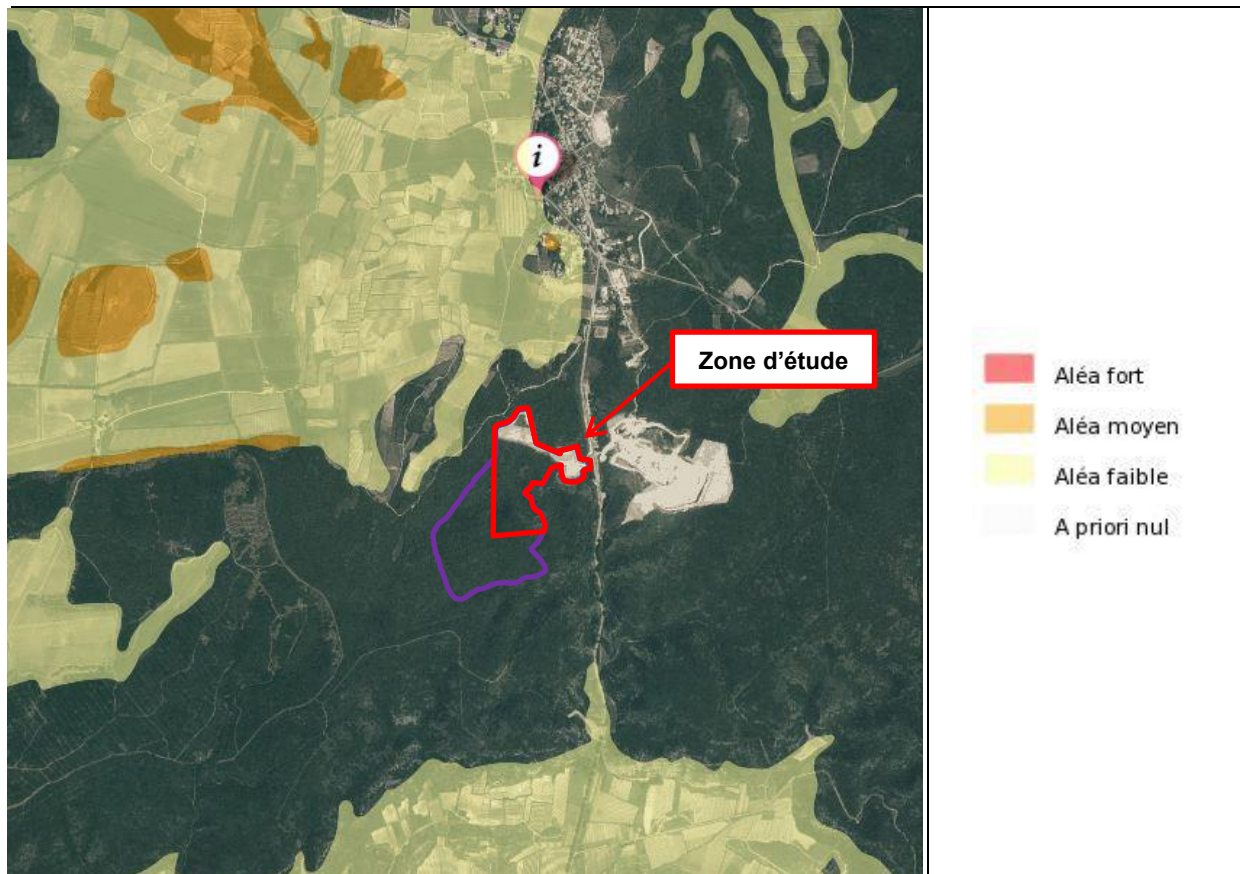 i
Zone d'étude
Aléa fort
Aléa moyen
Aléa faible
A priori nul